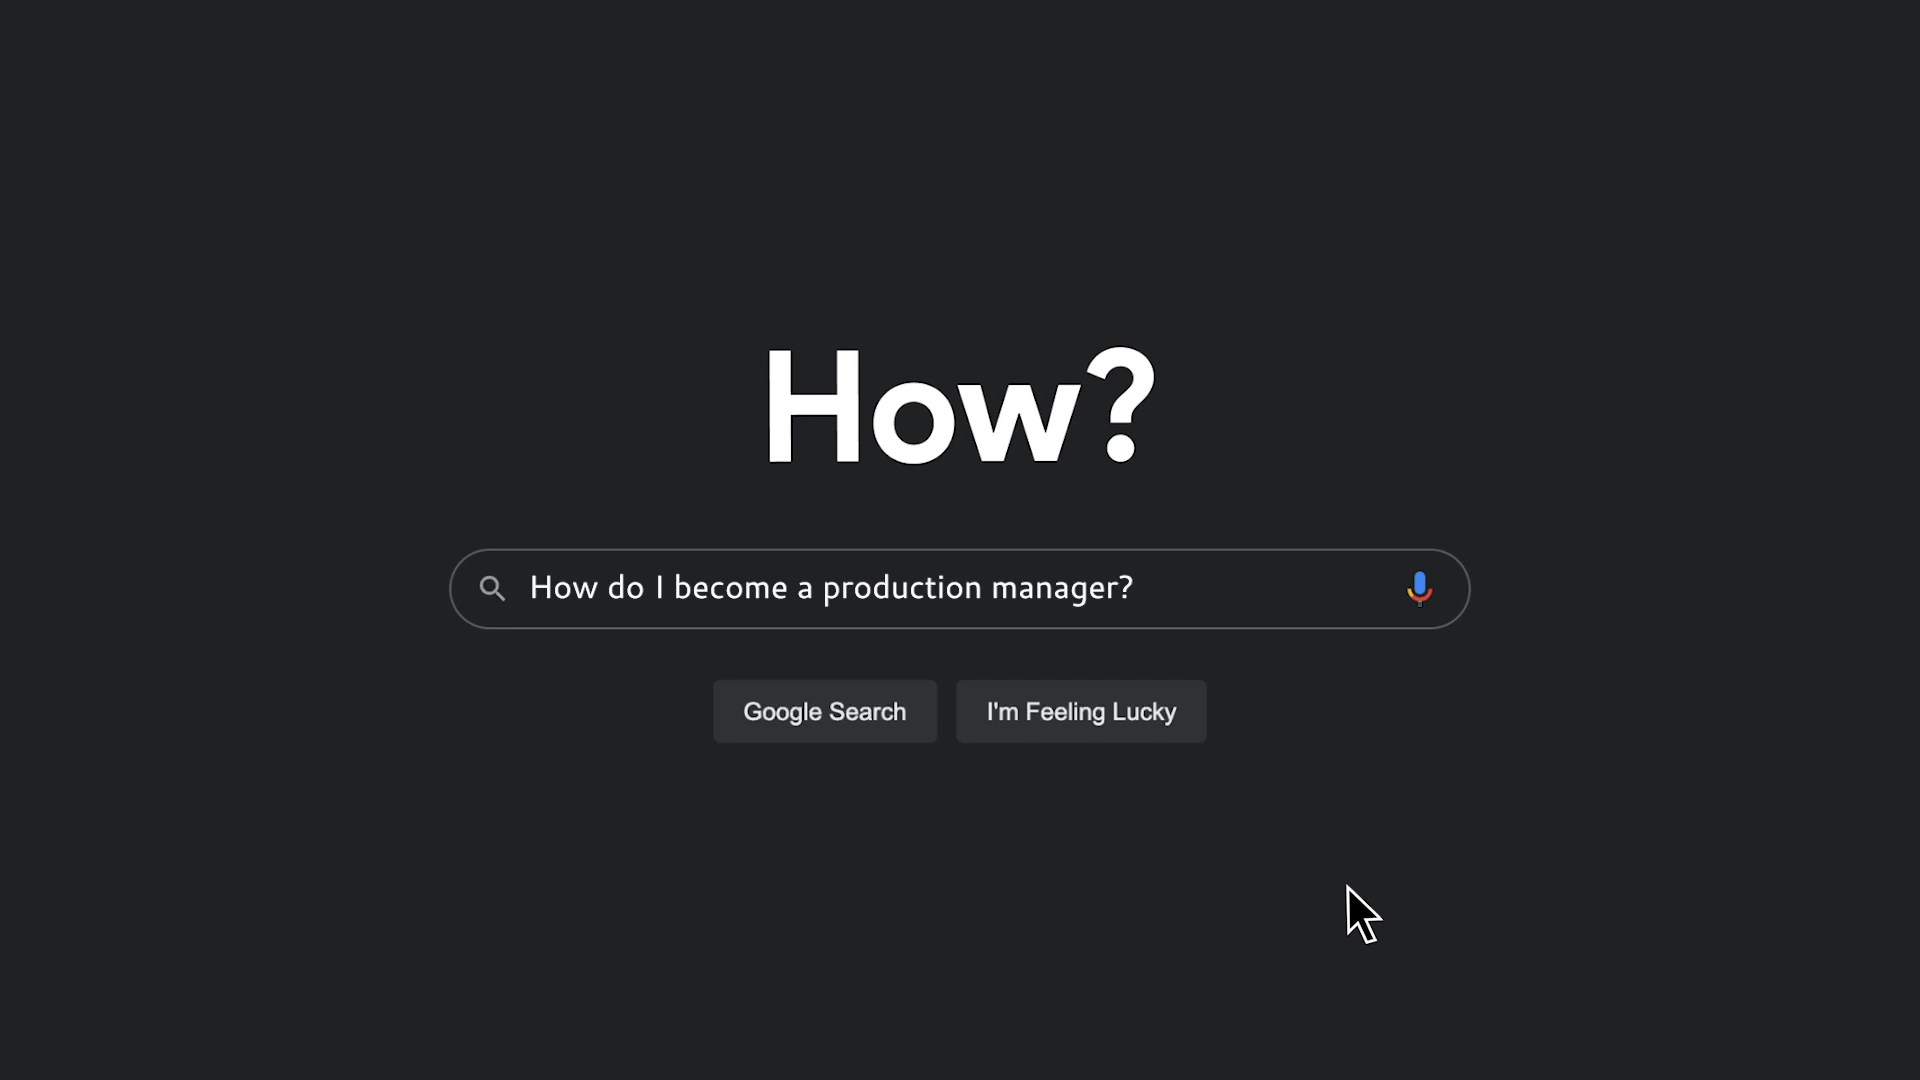 How?
How do I become a production manager?
Google Search
I'm Feeling Lucky